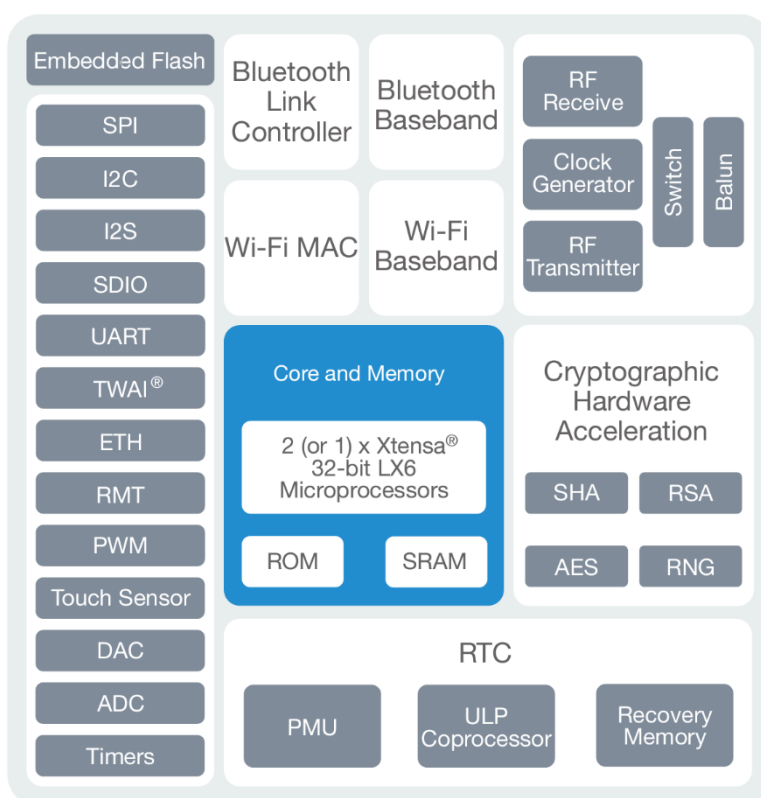 Embedded Flash
SPI
I2C
I2S
SDIO
UART
TWAI®
ETH
RMT
PWM
Touch Sensor
DAC
ADC
Timers
Bluetooth
Link
Controller
Bluetooth
Baseband
Wi-Fi MAC
Wi-Fi
Baseband
RF
Receive
Clock
Generator
RF
Transmitter
Switch
Balun
Core and Memory
2 (or 1) x Xtensa®
32-bit LX6
Microprocessors
ROM
SRAM
Cryptographic
Hardware
Acceleration
SHA
RSA
AES
RNG
RTC
PMU
ULP
Coprocessor
Recovery
Memory